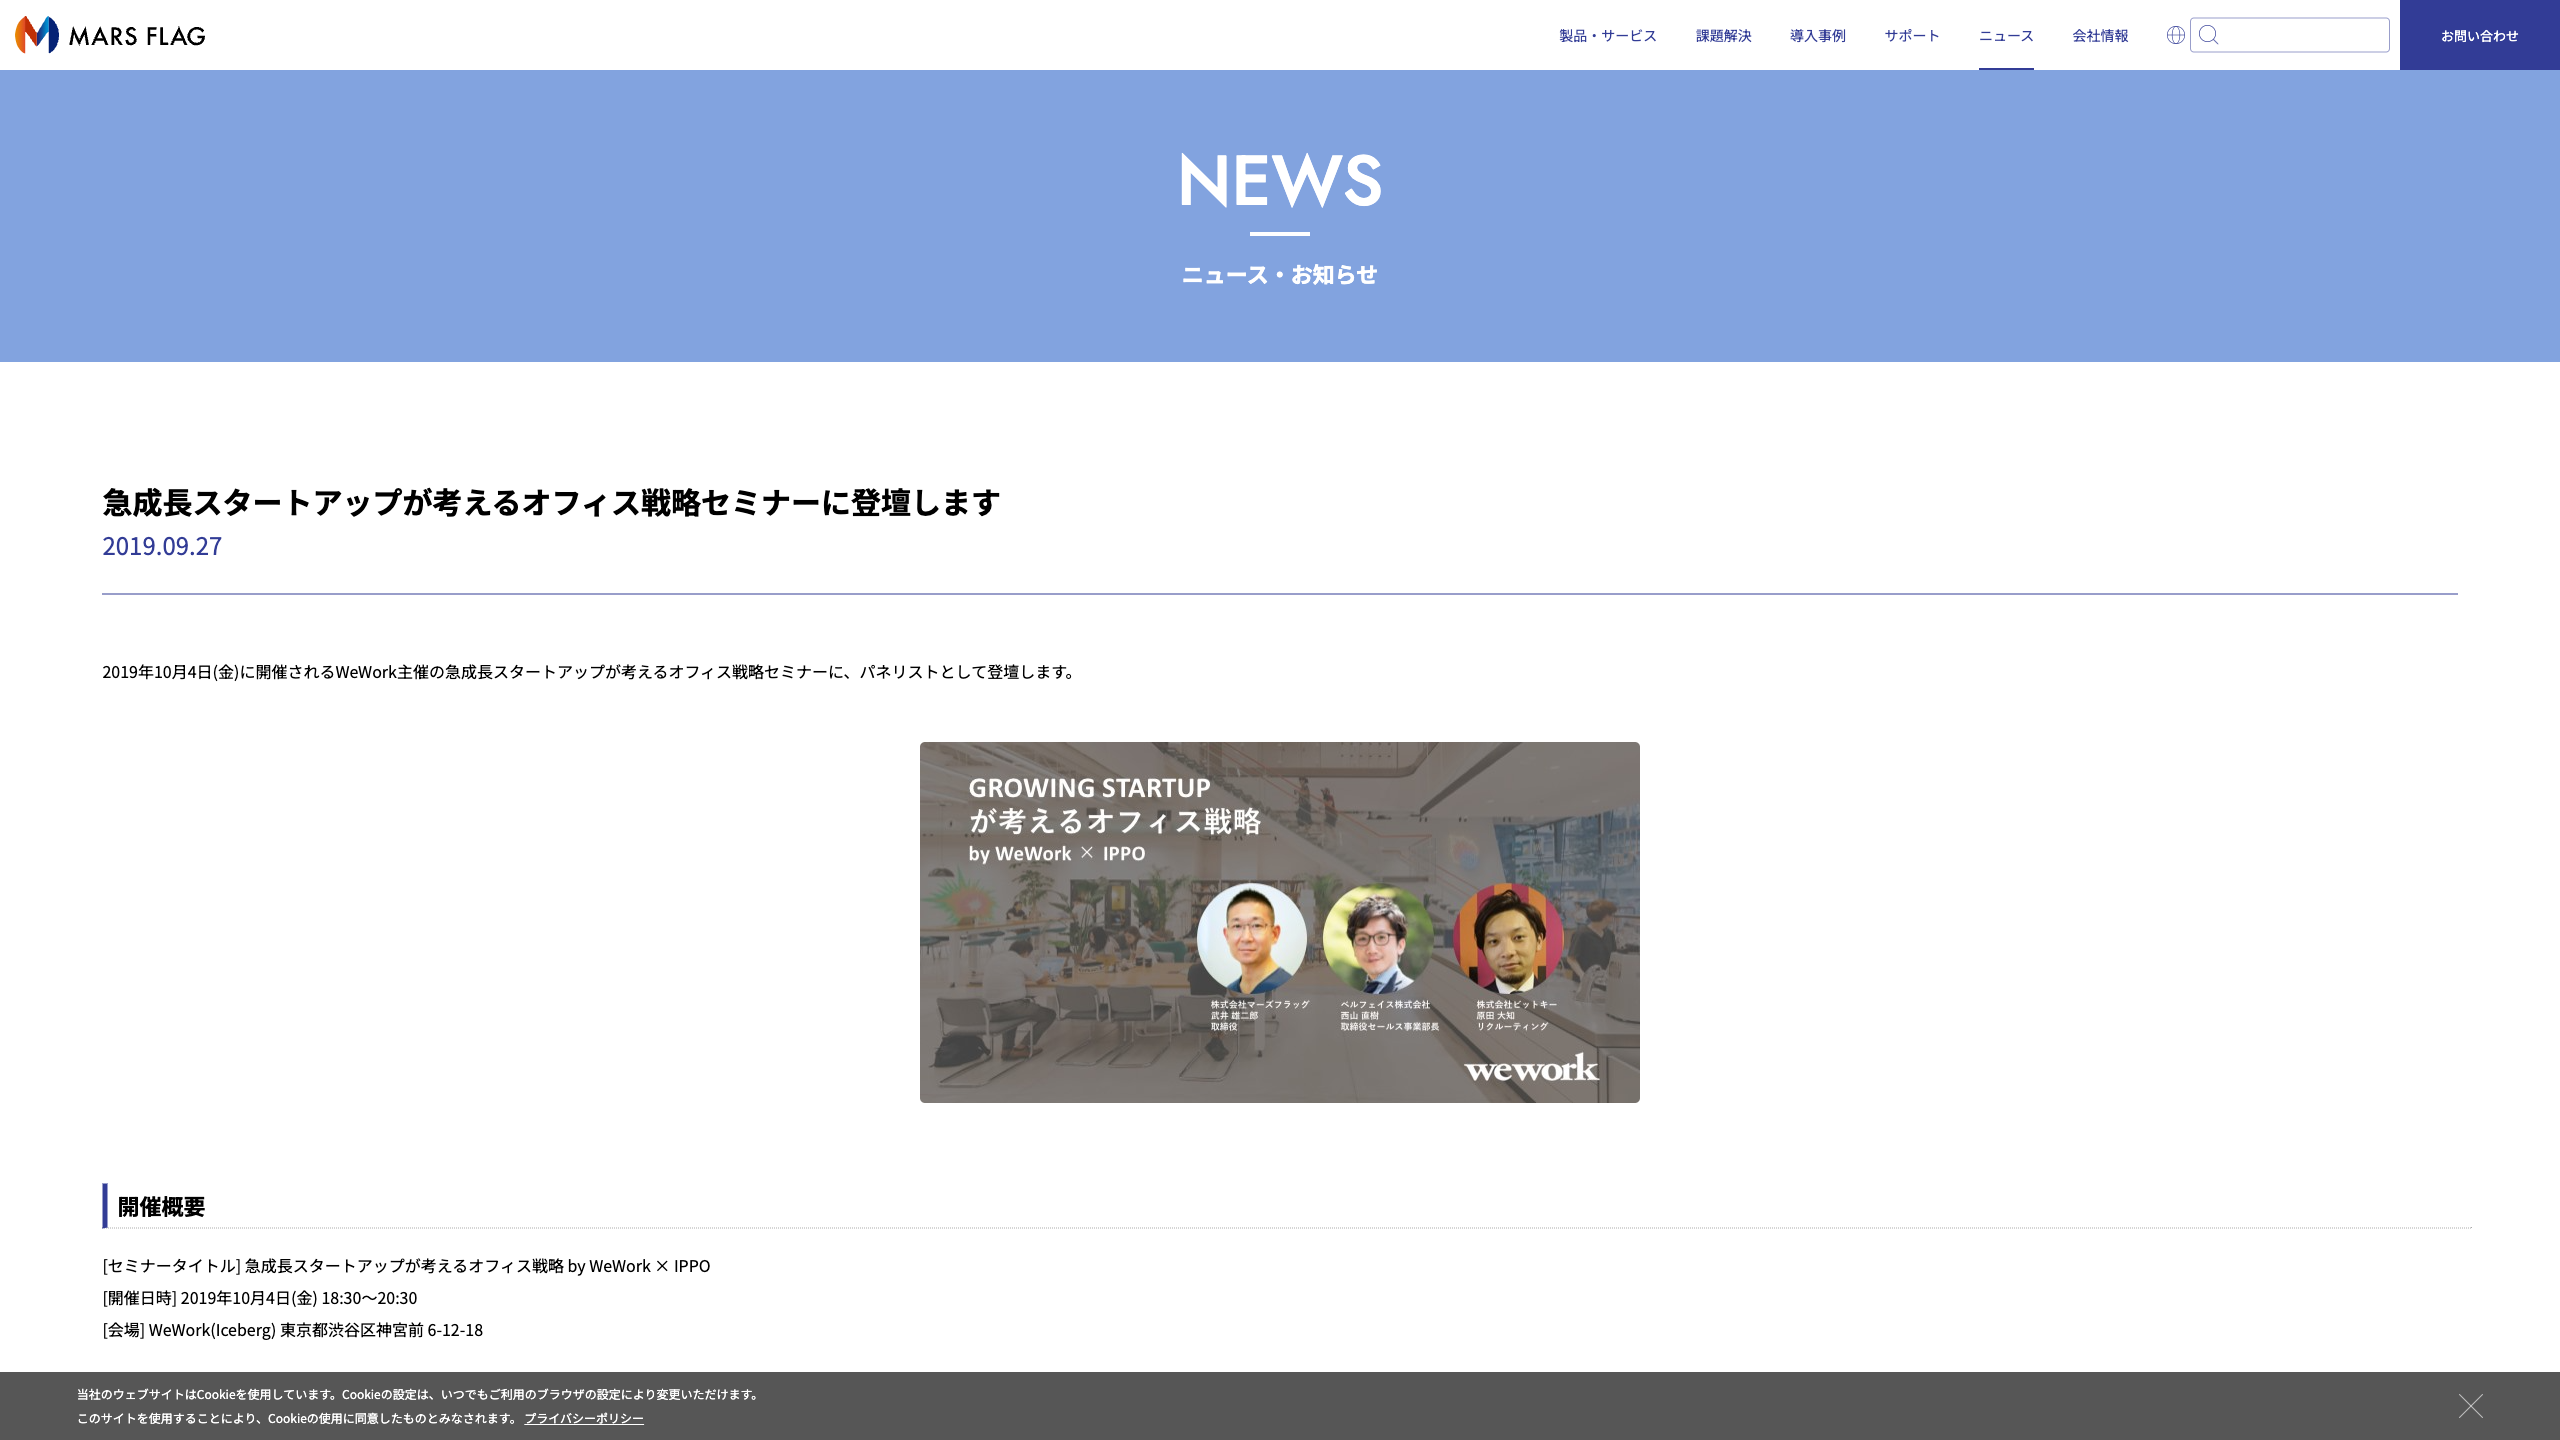 MARS FLAG
製品・サービス
課題解決
導入事例
サポート
ニュース
会社情報
お問い合わせ
NEWS
ニュース・お知らせ
急成長スタートアップが考えるオフィス戦略セミナーに登壇します
2019.09.27
2019年10月4日(金)に開催されるWeWork主催の急成長スタートアップが考えるオフィス戦略セミナーに、パネリストとして登壇します。
GROWING STARTUP
が考えるオフィス戦略
by WeWork × IPPO
株式会社マーズフラッグ
武井 雄二郎
取締役
ベルフェイス株式会社
西山 直樹
取締役セールス事業部長
株式会社ビットキー
原田 大知
リクルーティング
wework
開催概要
[セミナータイトル] 急成長スタートアップが考えるオフィス戦略 by WeWork × IPPO
[開催日時] 2019年10月4日(金) 18:30〜20:30
[会場] WeWork(Iceberg) 東京都渋谷区神宮前 6-12-18
当社のウェブサイトはCookieを使用しています。Cookieの設定は、いつでもご利用のブラウザの設定により変更いただけます。
このサイトを使用することにより、Cookieの使用に同意したものとみなされます。 プライバシーポリシー